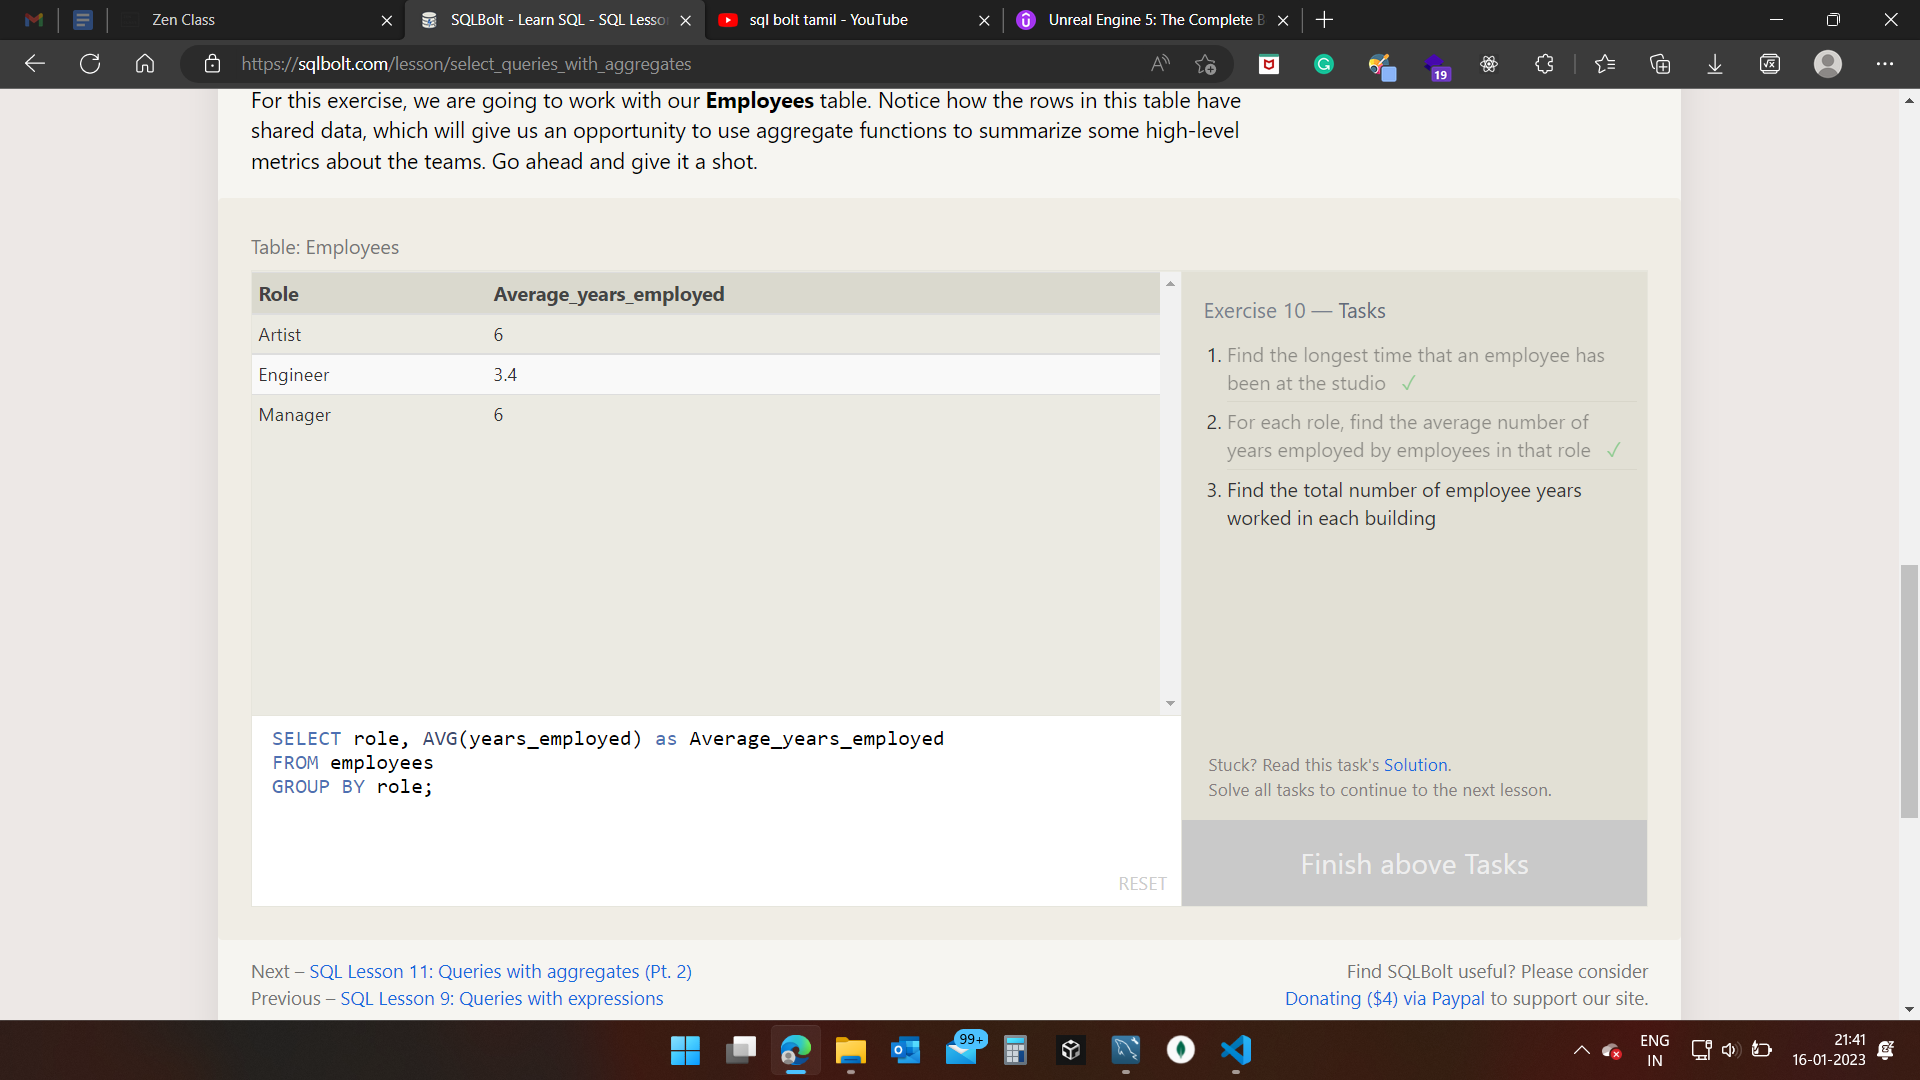 Zen Class
SQLBolt - Learn SQL - SQL Lesso
sql bolt tamil - YouTube
Unreal Engine 5: The Complete B
https://sqlbolt.com/lesson/select_queries_with_aggregates
19
For this exercise, we are going to work with our Employees table. Notice how the rows in this table have
shared data, which will give us an opportunity to use aggregate functions to summarize some high-level
metrics about the teams. Go ahead and give it a shot.
Table: Employees
Role Average_years_employed
Artist 6
Engineer 3.4
Manager 6
SELECT role, AVG(years_employed) as Average_years_employed
FROM employees
GROUP BY role;
RESET
Exercise 10 — Tasks
1. Find the longest time that an employee has
been at the studio ✓
2. For each role, find the average number of
years employed by employees in that role ✓
3. Find the total number of employee years
worked in each building
Stuck? Read this task's Solution.
Solve all tasks to continue to the next lesson.
Finish above Tasks
Next – SQL Lesson 11: Queries with aggregates (Pt. 2)
Previous – SQL Lesson 9: Queries with expressions
Find SQLBolt useful? Please consider
Donating ($4) via Paypal to support our site.
99+
ENG
IN
21:41
16-01-2023